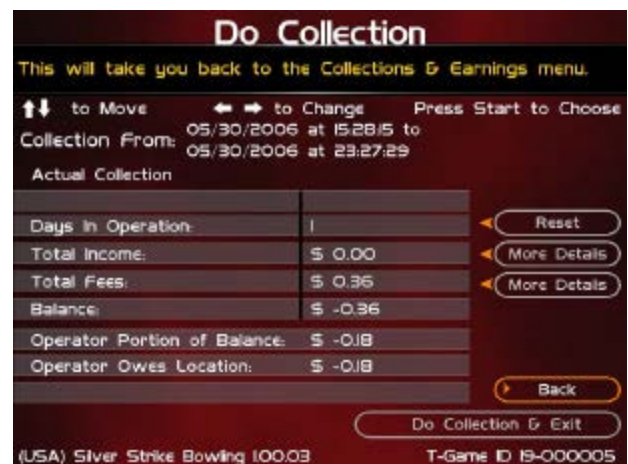 Do Collection
This will take you back to the Collections & Earnings menu.
to Move to Change Press Start to Choose
Collection From: 05/30/2006 at 15:28:15 to
05/30/2006 at 23:27:29
Actual Collection
Days In Operation: 1 Reset
Total Income: $ 0.00 More Details
Total Fees: $ 0.36 More Details
Balance: $ -0.36
Operator Portion of Balance: $ -0.18
Operator Owes Location: $ -0.18
Back
Do Collection & Exit
(USA) Silver Strike Bowling 1.00.03 T-Game ID 19-000005